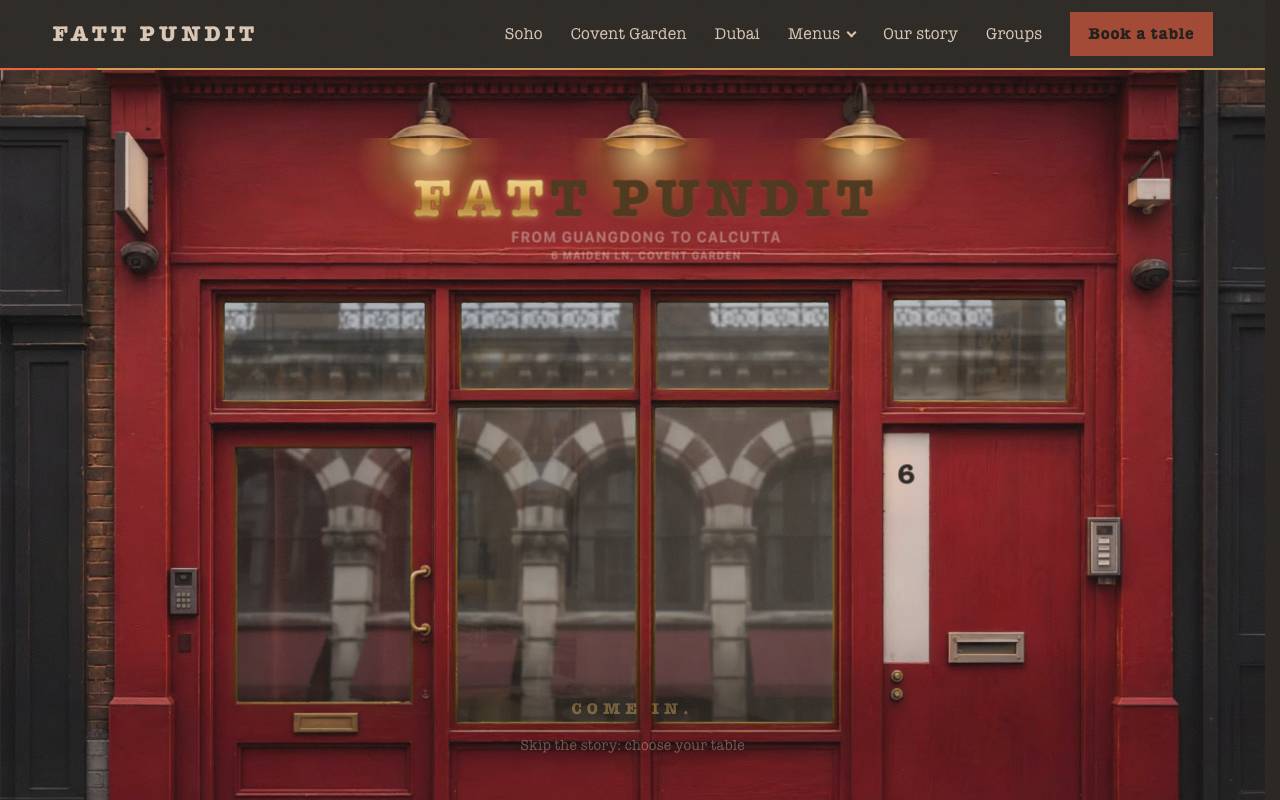 FATT PUNDIT
Soho
Covent Garden
Dubai
Menus
Our story
Groups
Book a table
FATT PUNDIT
FROM GUANGDONG TO CALCUTTA
6 MAIDEN LN, COVENT GARDEN
6
COME IN.
Skip the story: choose your table